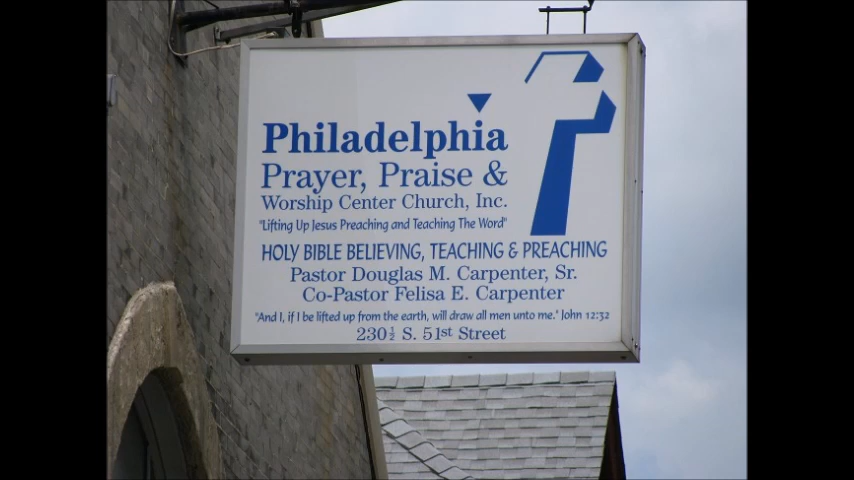 Philadelphia
Prayer, Praise &
Worship Center Church, Inc.
"Lifting Up Jesus Preaching and Teaching The Word"
HOLY BIBLE BELIEVING, TEACHING & PREACHING
Pastor Douglas M. Carpenter, Sr.
Co-Pastor Felisa E. Carpenter
"And I, if I be lifted up from the earth, will draw all men unto me." John 12:32
230½ S. 51st Street